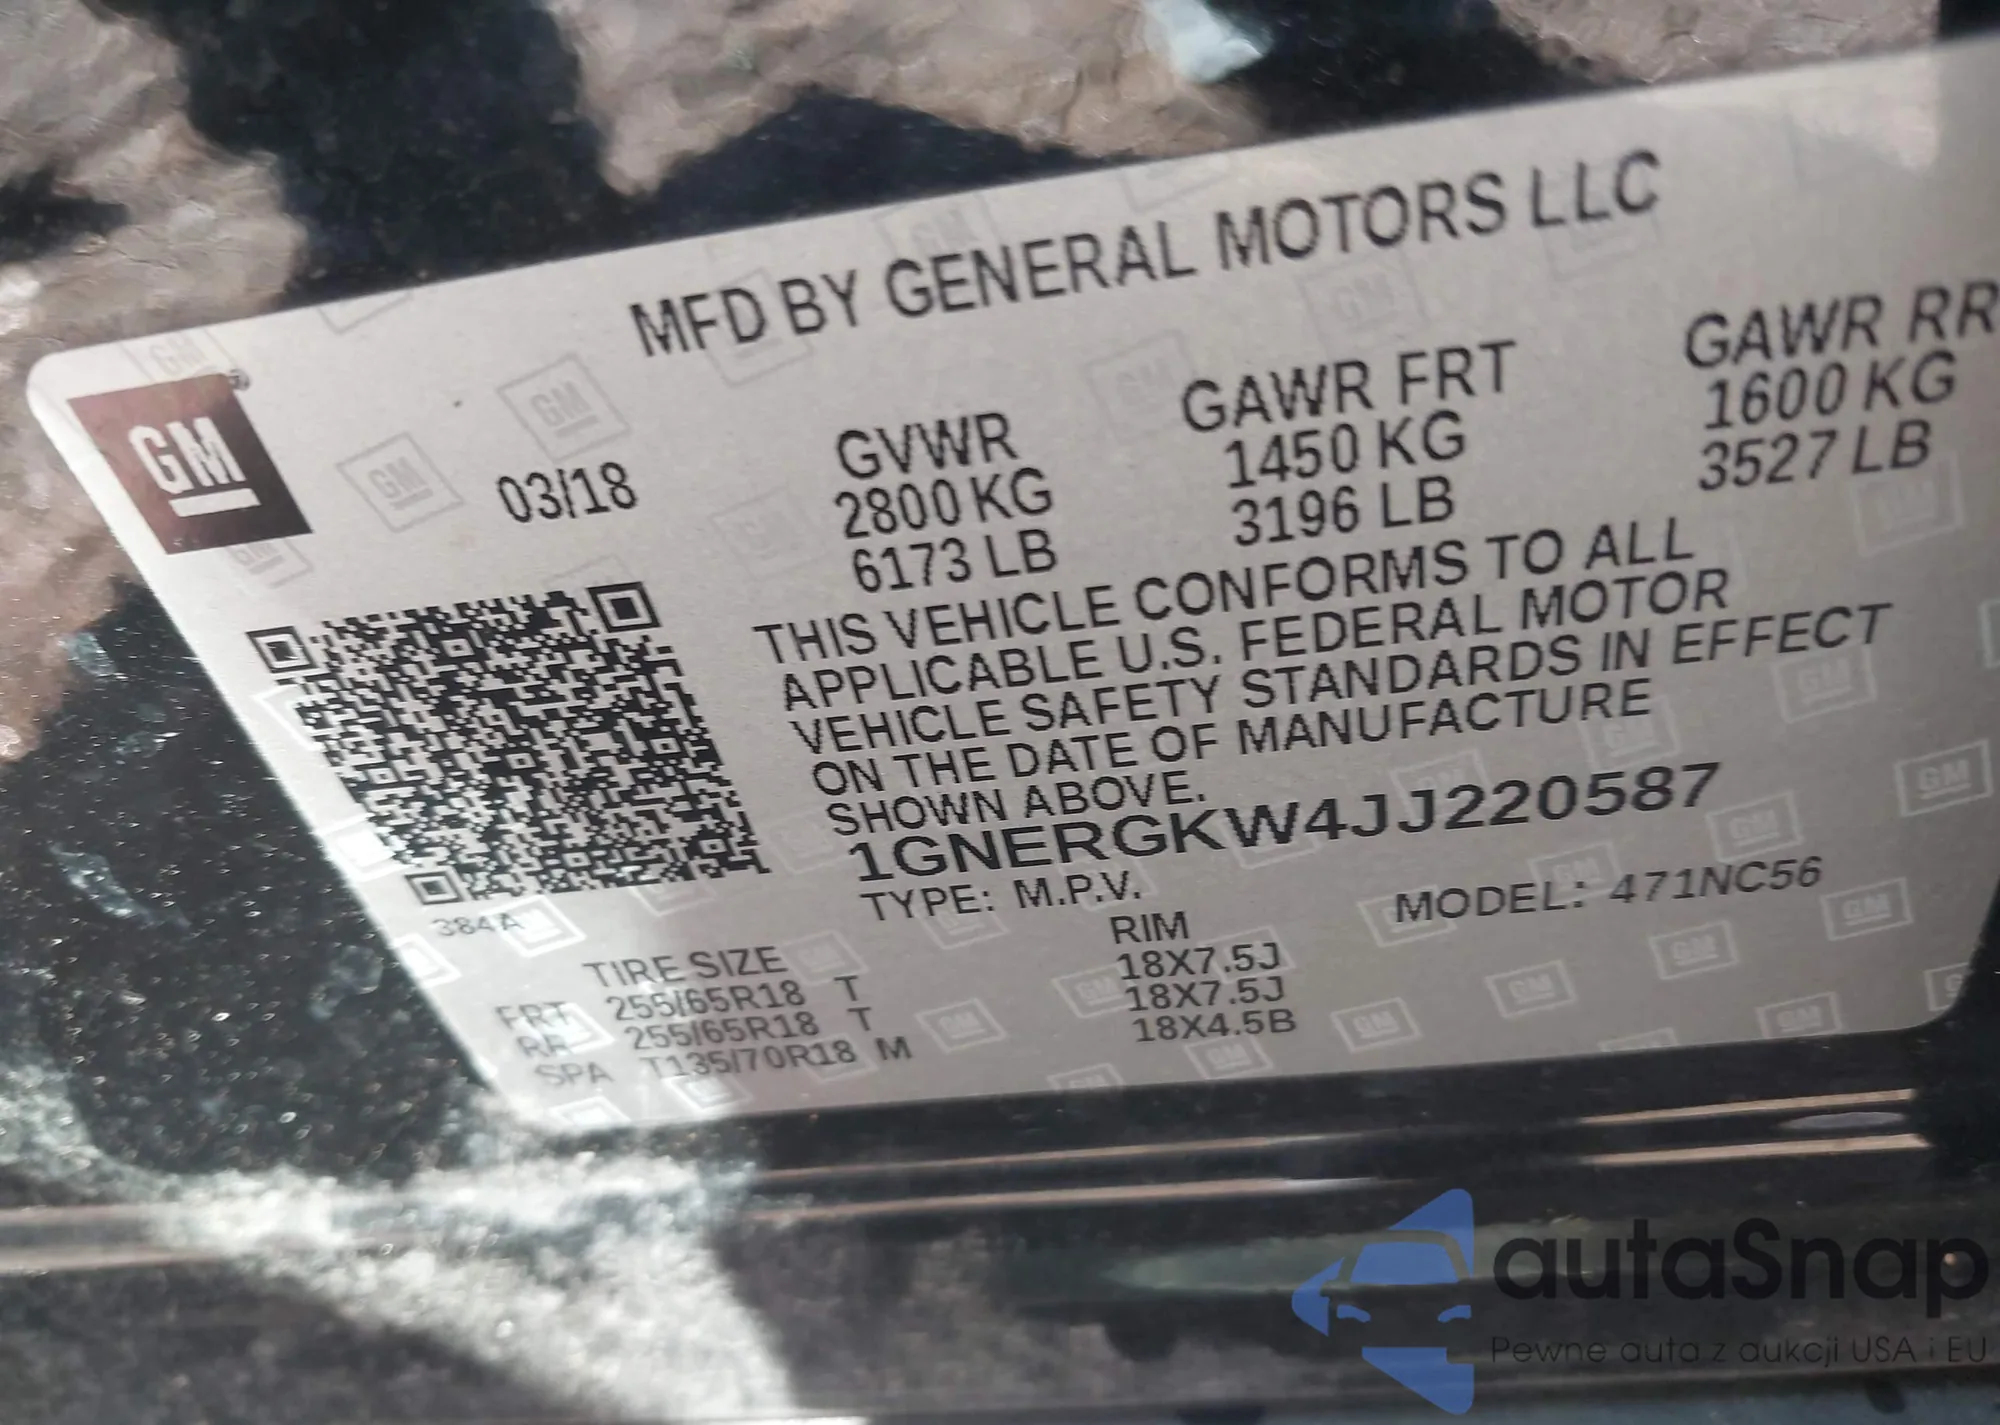 MFD BY GENERAL MOTORS LLC
GM
03/18
GVWR
2800 KG
6173 LB
GAWR FRT
1450 KG
3196 LB
GAWR RR
1600 KG
3527 LB
THIS VEHICLE CONFORMS TO ALL
APPLICABLE U.S. FEDERAL MOTOR
VEHICLE SAFETY STANDARDS IN EFFECT
ON THE DATE OF MANUFACTURE
SHOWN ABOVE.
1GNERGKW4JJ220587
TYPE: M.P.V.
MODEL: 471NC56
384A
TIRE SIZE RIM
FRT 255/65R18 T 18X7.5J
RR 255/65R18 T 18X7.5J
SPA T135/70R18 M 18X4.5B
autaSnap
Pewne auta z aukcji USA i EU